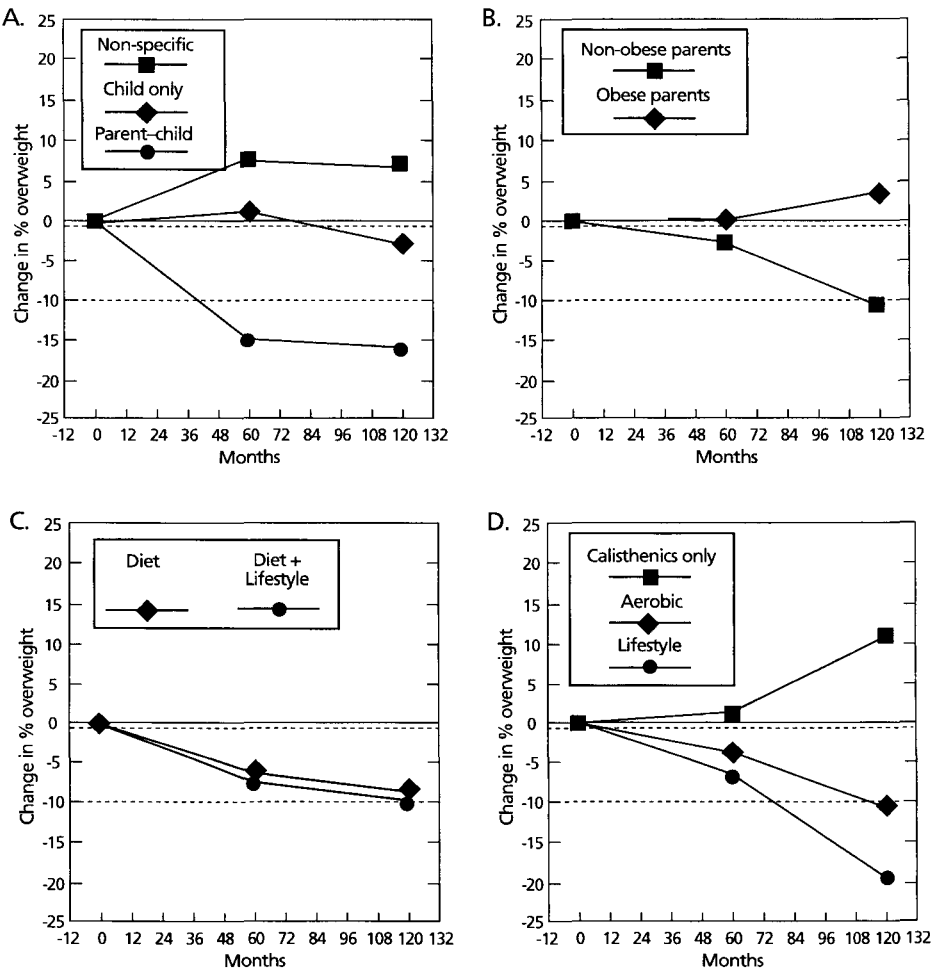 A.
Non-specific
Child only
Parent–child
25
20
15
10
5
0
-5
-10
-15
-20
-25
Change in % overweight
-12 0 12 24 36 48 60 72 84 96 108 120 132
Months
B.
Non-obese parents
Obese parents
25
20
15
10
5
0
-5
-10
-15
-20
-25
Change in % overweight
-12 0 12 24 36 48 60 72 84 96 108 120 132
Months
C.
Diet
Diet +
Lifestyle
25
20
15
10
5
0
-5
-10
-15
-20
-25
Change in % overweight
-12 0 12 24 36 48 60 72 84 96 108 120 132
Months
D.
Calisthenics only
Aerobic
Lifestyle
25
20
15
10
5
0
-5
-10
-15
-20
-25
Change in % overweight
-12 0 12 24 36 48 60 72 84 96 108 120 132
Months